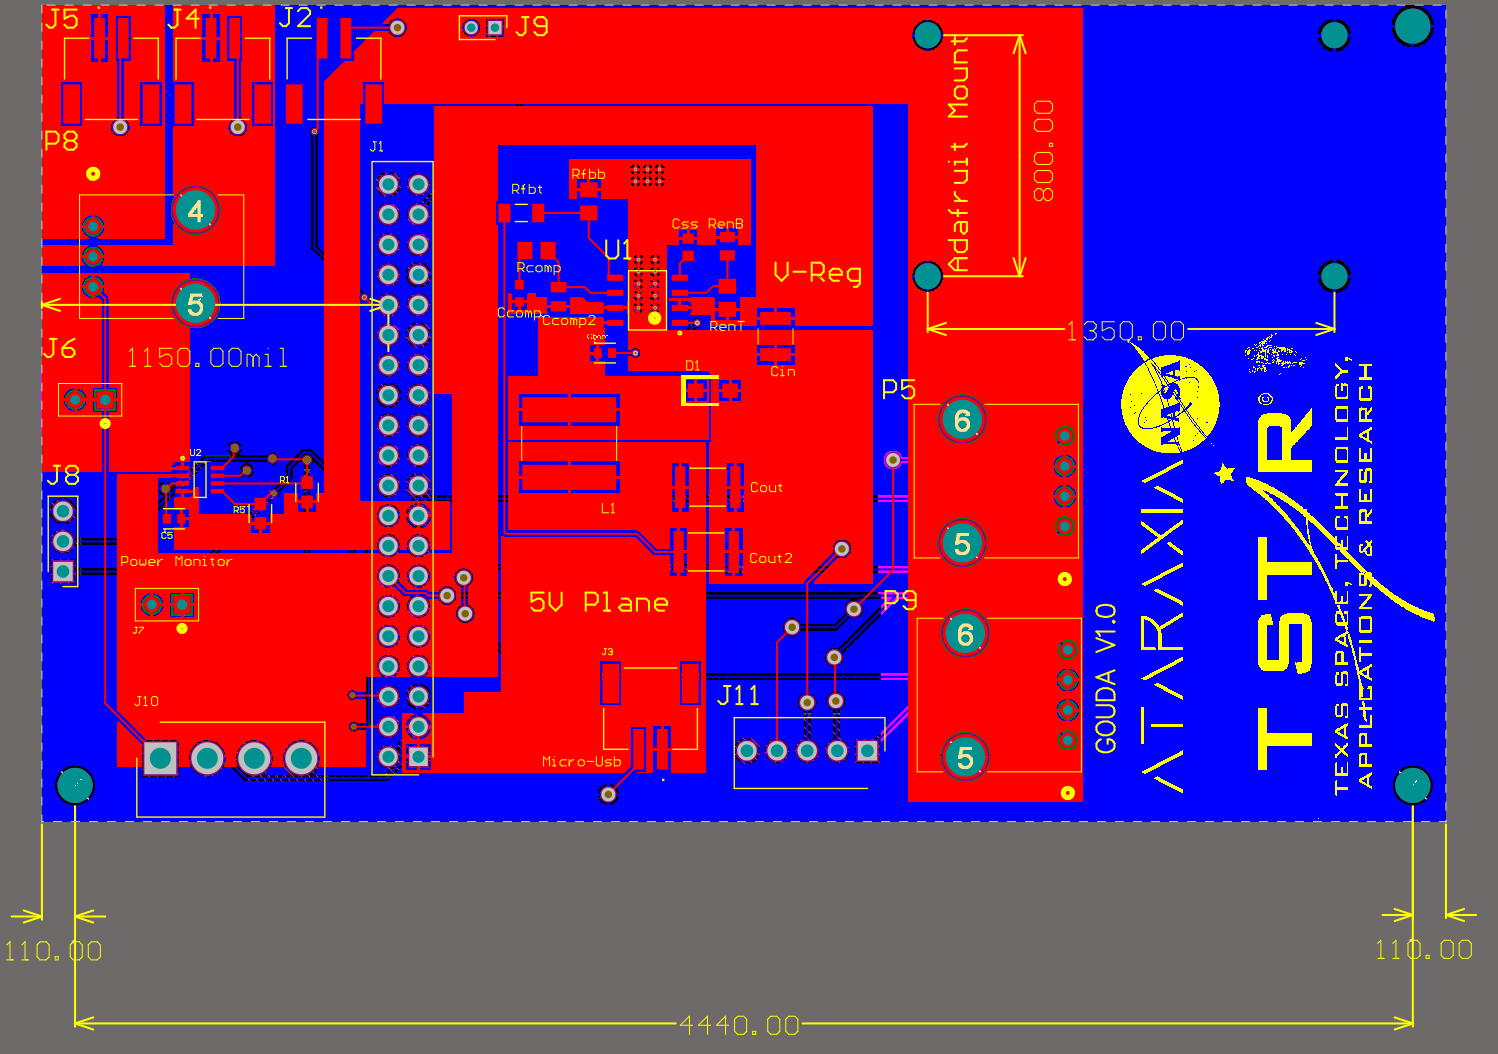 J5
J4
J2
J9
P8
J1
4
5
1150.00mil
J6
J8
U2
R1
R5
C5
Power Monitor
J7
J10
Rfbt
Rfbb
Css
RenB
U1
Rcomp
Ccomp
Ccomp2
RenT
V-Reg
Cin
D1
L1
Cout
Cout2
5V Plane
J3
Micro-Usb
J11
Adafruit Mount
800.00
1350.00
P5
6
5
P9
6
5
GOUDA V1.0
ATARAXIA
NASA
T STAR
©
TEXAS SPACE, TECHNOLOGY,
APPLICATIONS & RESEARCH
110.00
110.00
4440.00